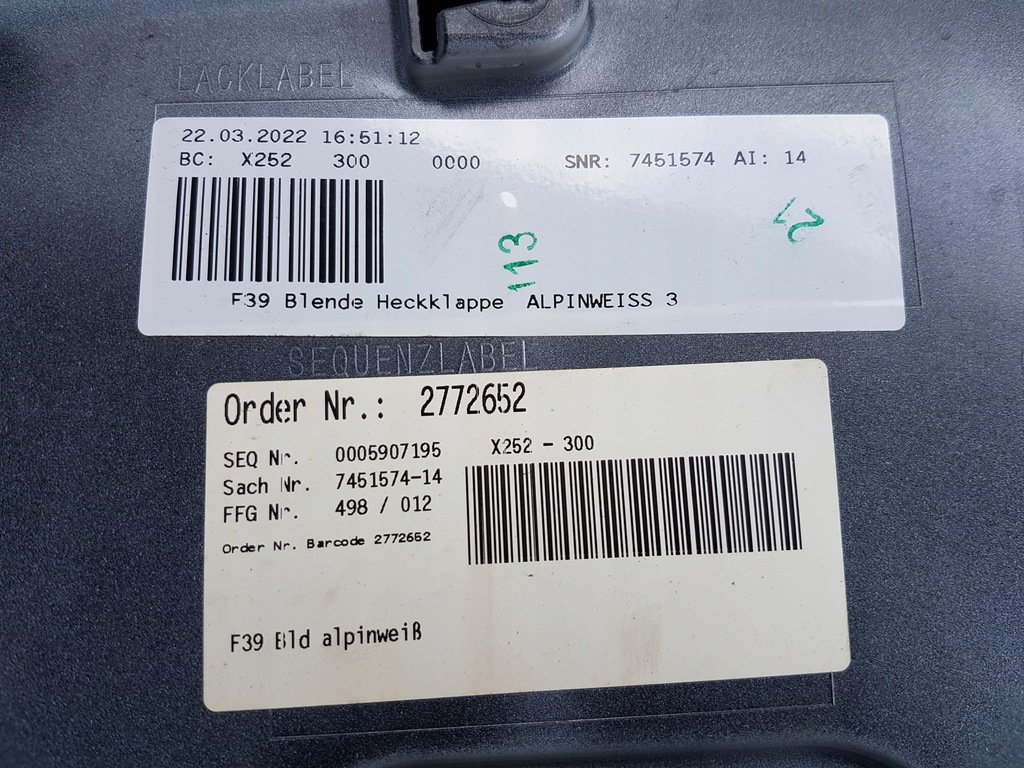 LACKLABEL
22.03.2022 16:51:12
BC: X252 300 0000 SNR: 7451574 AI: 14
113
F39 Blende Heckklappe ALPINWEISS 3
SEQUENZLABEL
Order Nr.: 2772652
SEQ Nr. 0005907195 X252 - 300
Sach Nr. 7451574-14
FFG Nr. 498 / 012
Order Nr. Barcode 2772652
F39 Bld alpinweiß